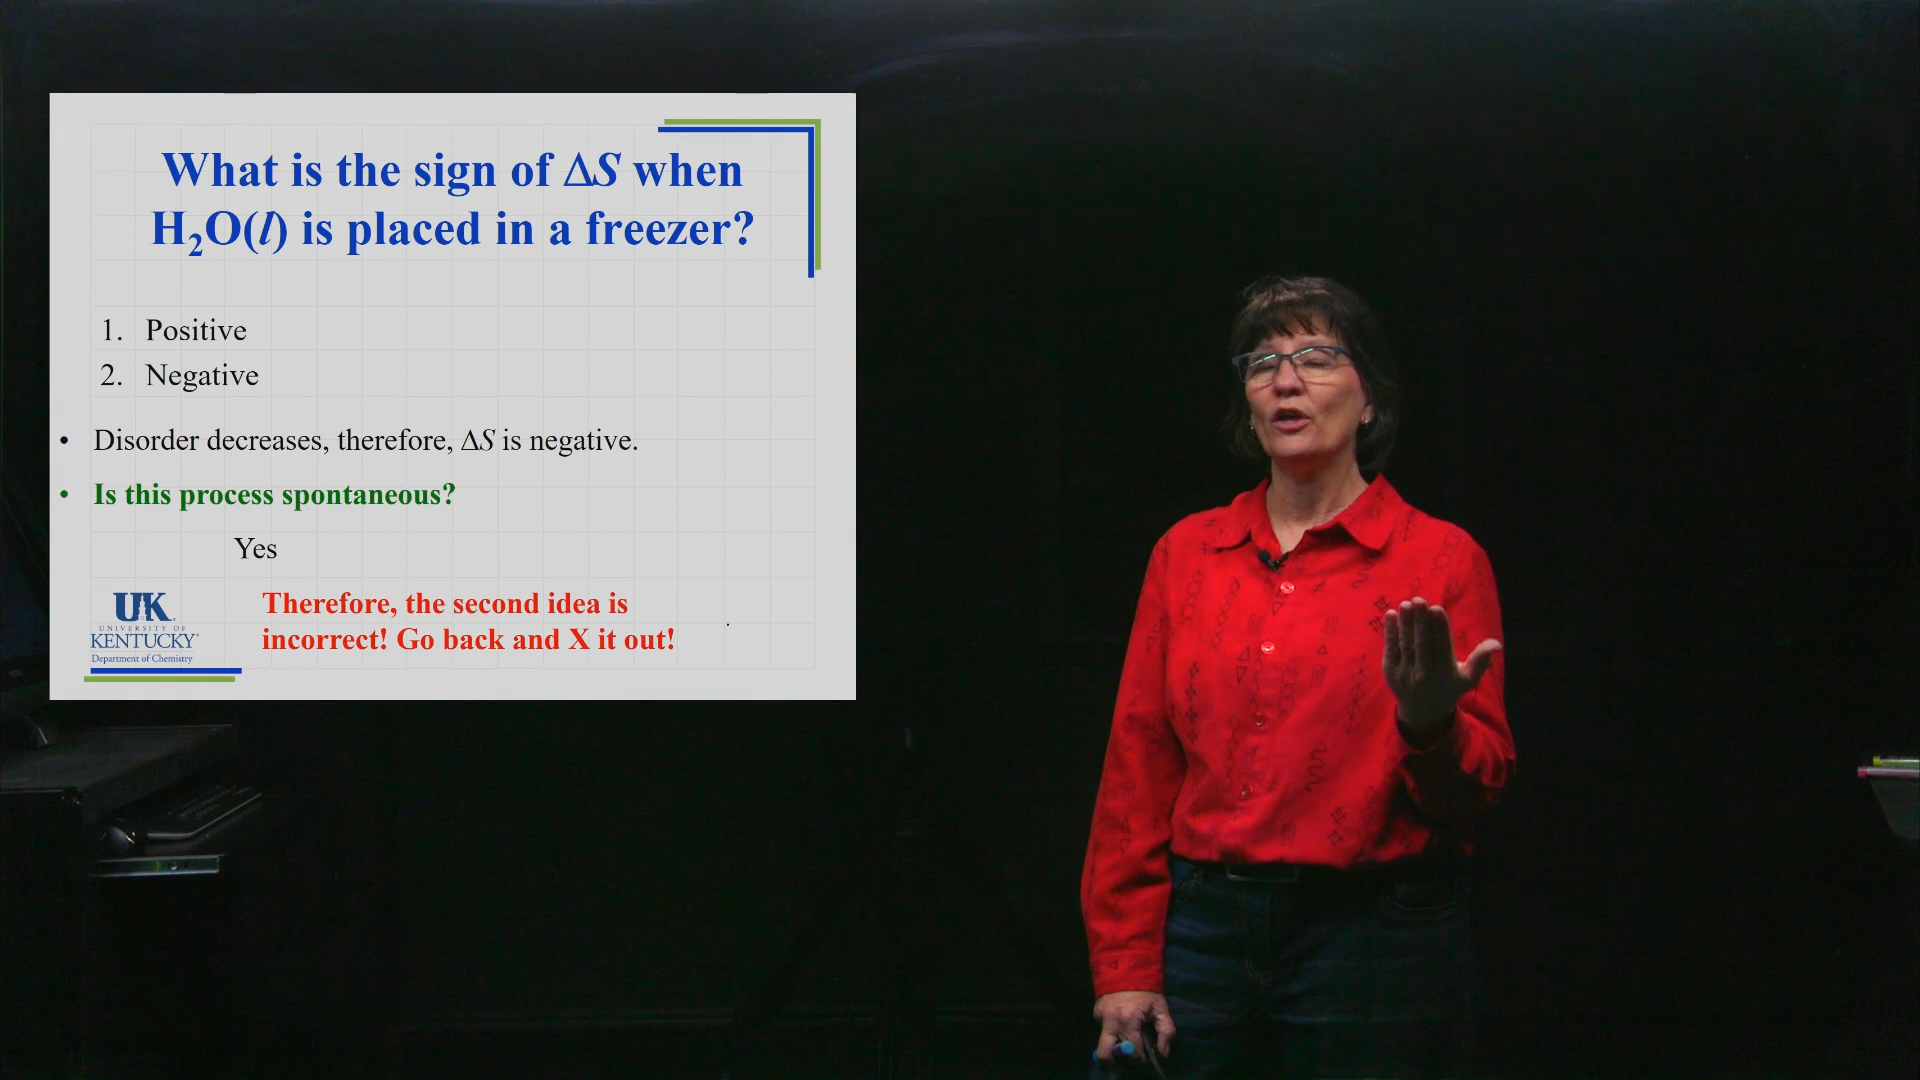 What is the sign of ΔS when
H₂O(l) is placed in a freezer?
1. Positive
2. Negative
• Disorder decreases, therefore, ΔS is negative.
• Is this process spontaneous?
Yes
Therefore, the second idea is
incorrect! Go back and X it out!
UK
UNIVERSITY OF
KENTUCKY®
Department of Chemistry